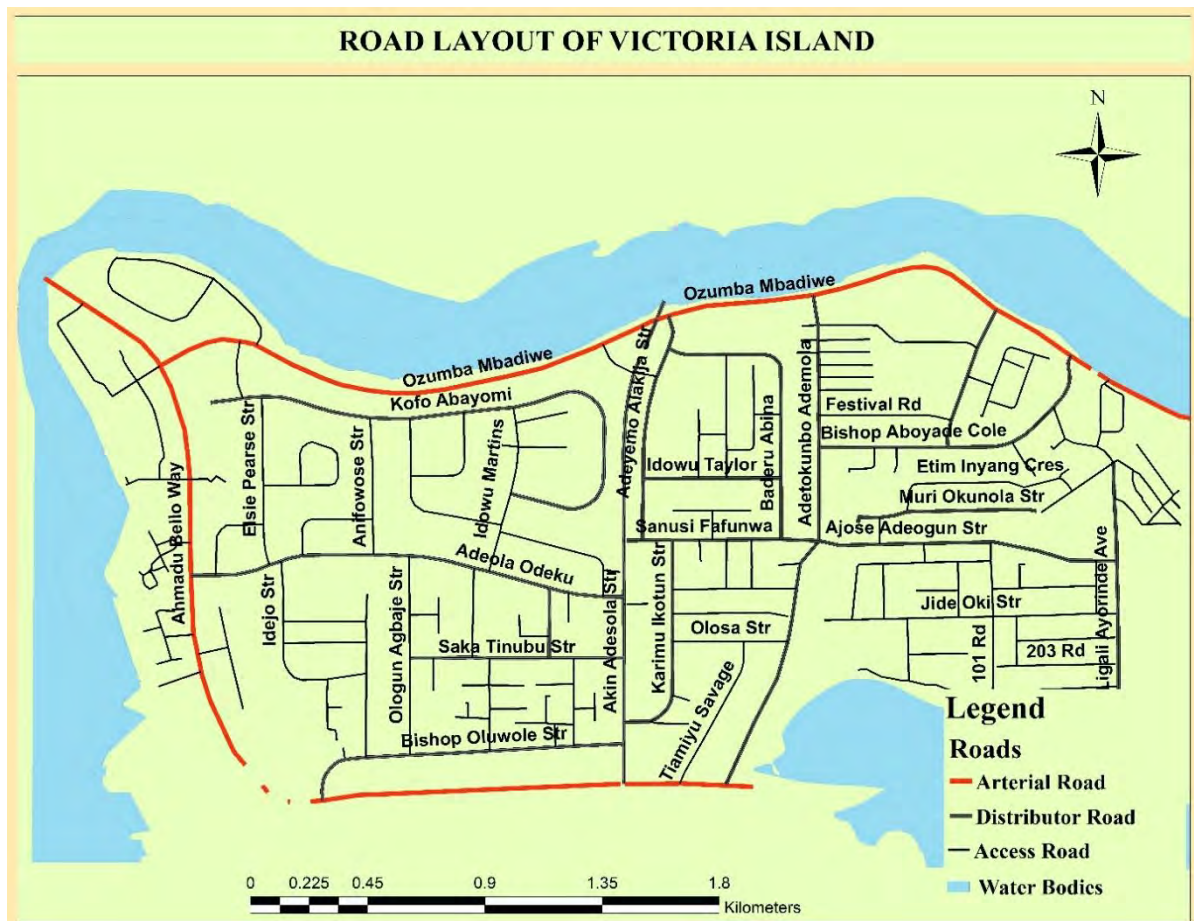 ROAD LAYOUT OF VICTORIA ISLAND
N
Ozumba Mbadiwe
Ozumba Mbadiwe
Kofo Abayomi
Adeyemo Alakija Str
Adetokunbo Ademola
Festival Rd
Bishop Aboyade Cole
Elsie Pearse Str
Anifowose Str
Idowu Martins
Idowu Taylor
Baderu Abina
Etim Inyang Cres
Muri Okunola Str
Sanusi Fafunwa
Ajose Adeogun Str
Ahmadu Bello Way
Adeola Odeku
Idejo Str
Ologun Agbaje Str
Akin Adesola Str
Karimu Ikotun Str
Jide Oki Str
Ligali Ayorinde Ave
Olosa Str
Saka Tinubu Str
101 Rd
203 Rd
Tiamiyu Savage
Bishop Oluwole Str
Legend
Roads
Arterial Road
Distributor Road
Access Road
Water Bodies
0 0.225 0.45 0.9 1.35 1.8
Kilometers